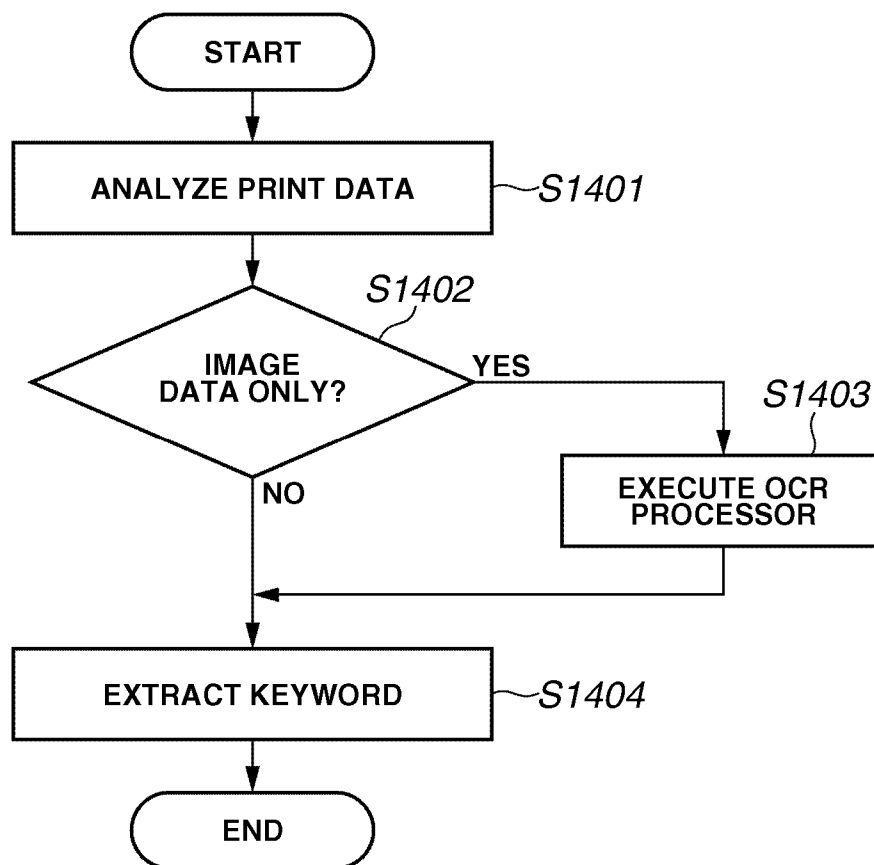 START
ANALYZE PRINT DATA
S1401
S1402
IMAGE
DATA ONLY?
YES
S1403
EXECUTE OCR
PROCESSOR
NO
EXTRACT KEYWORD
S1404
END